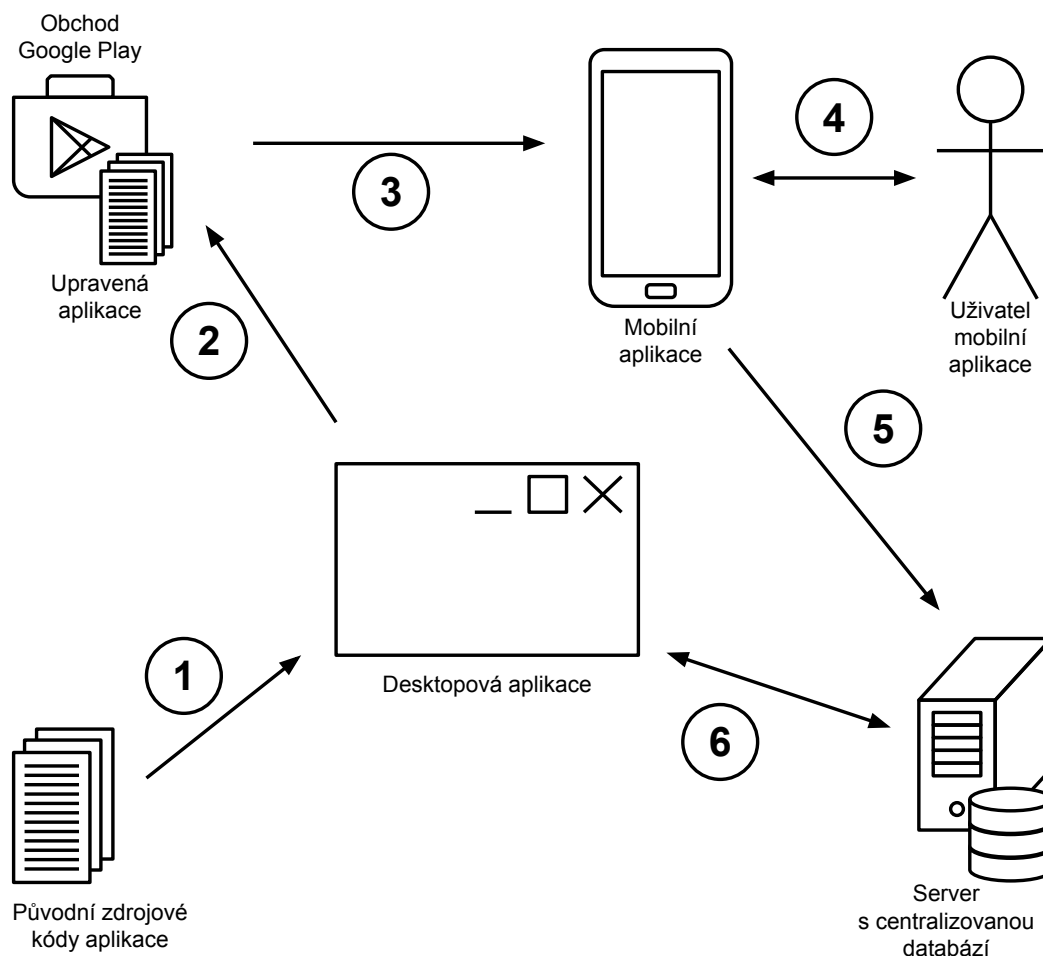 Obchod
Google Play
Upravená
aplikace
3
4
2
Mobilní
aplikace
Uživatel
mobilní
aplikace
5
1
Desktopová aplikace
6
Původní zdrojové
kódy aplikace
Server
s centralizovanou
databází